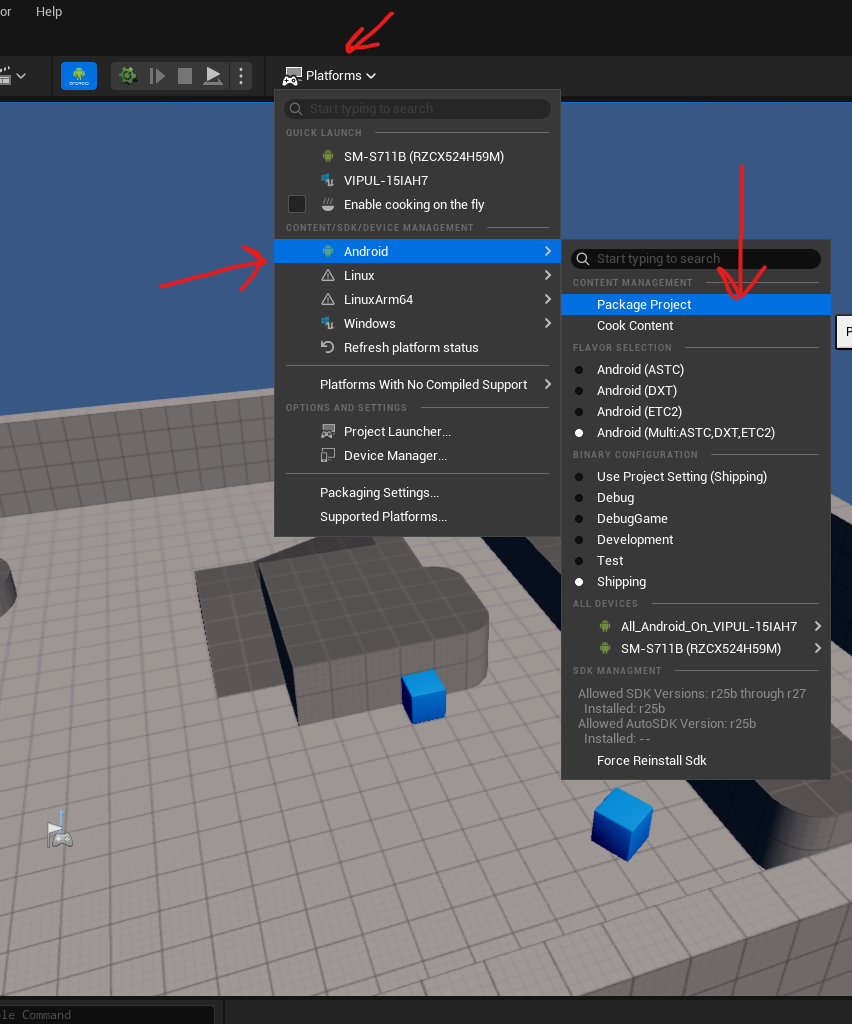 or Help
ANDROID
Platforms
Start typing to search
QUICK LAUNCH
SM-S711B (RZCX524H59M)
VIPUL-15IAH7
Enable cooking on the fly
CONTENT/SDK/DEVICE MANAGEMENT
Android
Linux
LinuxArm64
Windows
Refresh platform status
Platforms With No Compiled Support
OPTIONS AND SETTINGS
Project Launcher...
Device Manager...
Packaging Settings...
Supported Platforms...
Start typing to search
CONTENT MANAGEMENT
Package Project
Cook Content
FLAVOR SELECTION
Android (ASTC)
Android (DXT)
Android (ETC2)
Android (Multi:ASTC,DXT,ETC2)
BINARY CONFIGURATION
Use Project Setting (Shipping)
Debug
DebugGame
Development
Test
Shipping
ALL DEVICES
All_Android_On_VIPUL-15IAH7
SM-S711B (RZCX524H59M)
SDK MANAGMENT
Allowed SDK Versions: r25b through r27
Installed: r25b
Allowed AutoSDK Version: r25b
Installed: --
Force Reinstall Sdk
P
le Command